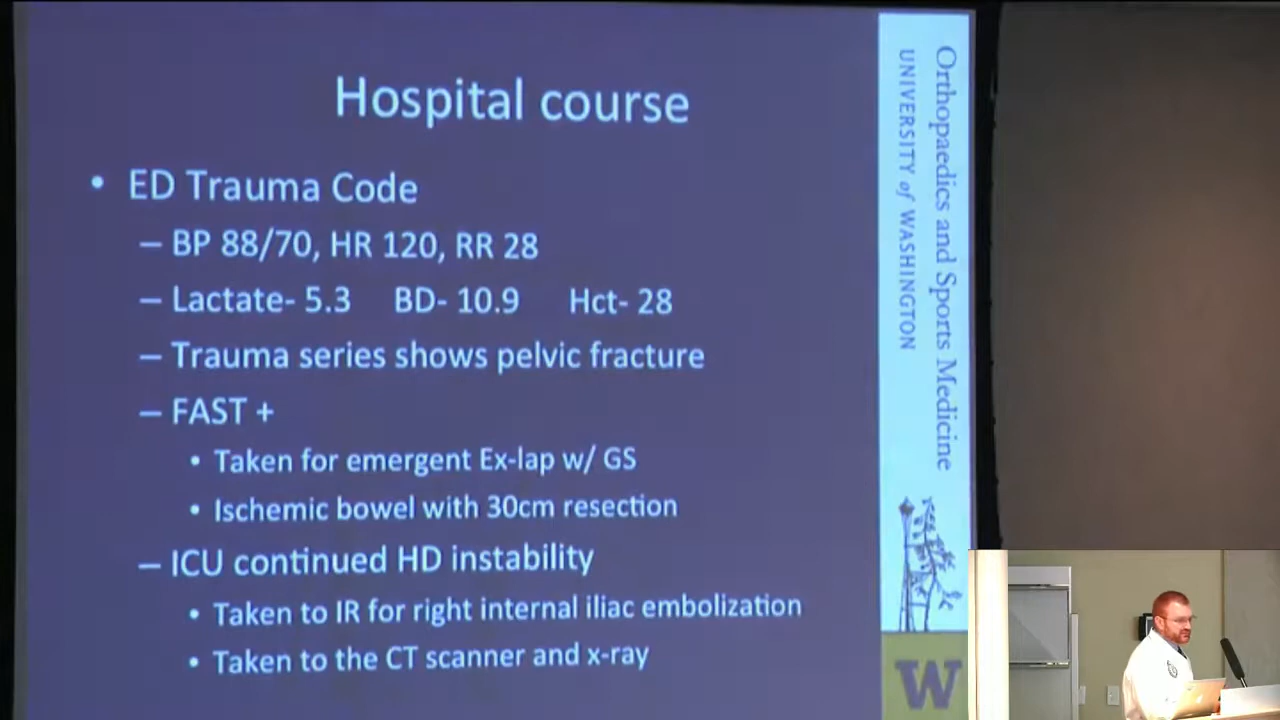 Hospital course
• ED Trauma Code
– BP 88/70, HR 120, RR 28
– Lactate- 5.3 BD- 10.9 Hct- 28
– Trauma series shows pelvic fracture
– FAST +
• Taken for emergent Ex-lap w/ GS
• Ischemic bowel with 30cm resection
– ICU continued HD instability
• Taken to IR for right internal iliac embolization
• Taken to the CT scanner and x-ray
Orthopaedics and Sports Medicine
UNIVERSITY of WASHINGTON
W